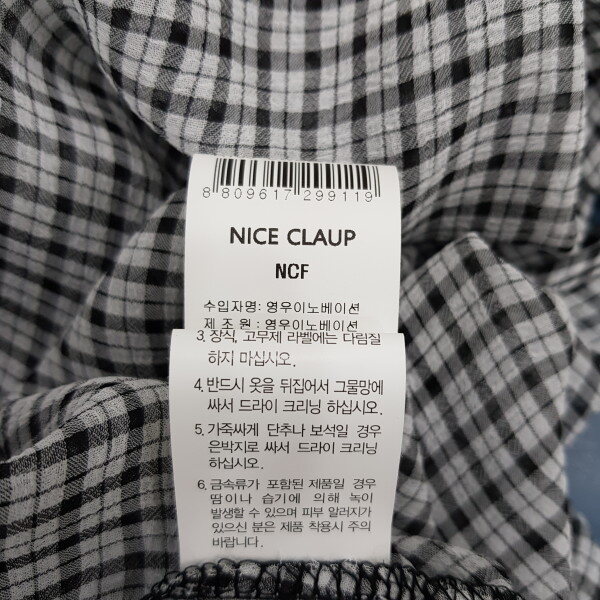 8 809617 299119
NICE CLAUP
NCF
수입자명: 영우이노베이션
제 조 원 : 영우이노베이션
3. 장식, 고무제 라벨에는 다림질
하지 마십시오.
4. 반드시 옷을 뒤집어서 그물망에
싸서 드라이 크리닝 하십시오.
5. 가죽싸게 단추나 보석일 경우
은박지로 싸서 드라이 크리닝
하십시오.
6. 금속류가 포함된 제품일 경우
땀이나 습기에 의해 녹이
발생할 수 있으며 피부 알러지가
있으신 분은 제품 착용시 주의
바랍니다.